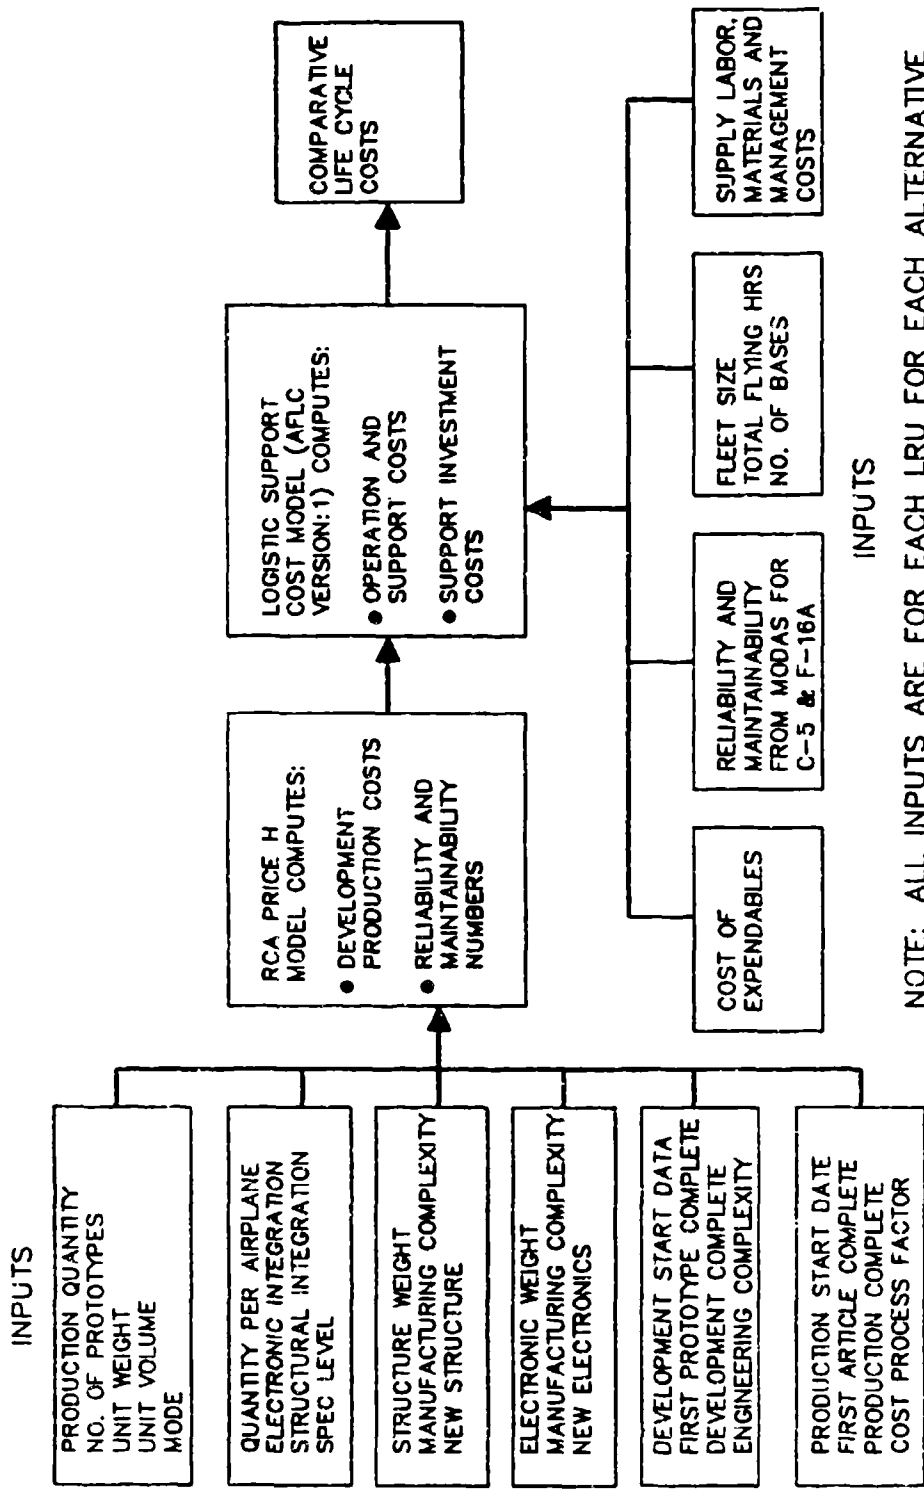 INPUTS
PRODUCTION QUANTITY
NO. OF PROTOTYPES
UNIT WEIGHT
UNIT VOLUME
MODE
QUANTITY PER AIRPLANE
ELECTRONIC INTEGRATION
STRUCTURAL INTEGRATION
SPEC LEVEL
STRUCTURE WEIGHT
MANUFACTURING COMPLEXITY
NEW STRUCTURE
ELECTRONIC WEIGHT
MANUFACTURING COMPLEXITY
NEW ELECTRONICS
DEVELOPMENT START DATA
FIRST PROTOTYPE COMPLETE
DEVELOPMENT COMPLETE
ENGINEERING COMPLEXITY
PRODUCTION START DATE
FIRST ARTICLE COMPLETE
PRODUCTION COMPLETE
COST PROCESS FACTOR
RCA PRICE H
MODEL COMPUTES:
● DEVELOPMENT
PRODUCTION COSTS
● RELIABILITY AND
MAINTAINABILITY
NUMBERS
LOGISTIC SUPPORT
COST MODEL (AFLC
VERSION:1) COMPUTES:
● OPERATION AND
SUPPORT COSTS
● SUPPORT INVESTMENT
COSTS
COMPARATIVE
LIFE CYCLE
COSTS
COST OF
EXPENDABLES
RELIABILITY AND
MAINTAINABILITY
FROM MODAS FOR
C-5 & F-16A
FLEET SIZE
TOTAL FLYING HRS
NO. OF BASES
SUPPLY LABOR,
MATERIALS AND
MANAGEMENT
COSTS
INPUTS
NOTE: ALL INPUTS ARE FOR EACH LRU FOR EACH ALTERNATIVE